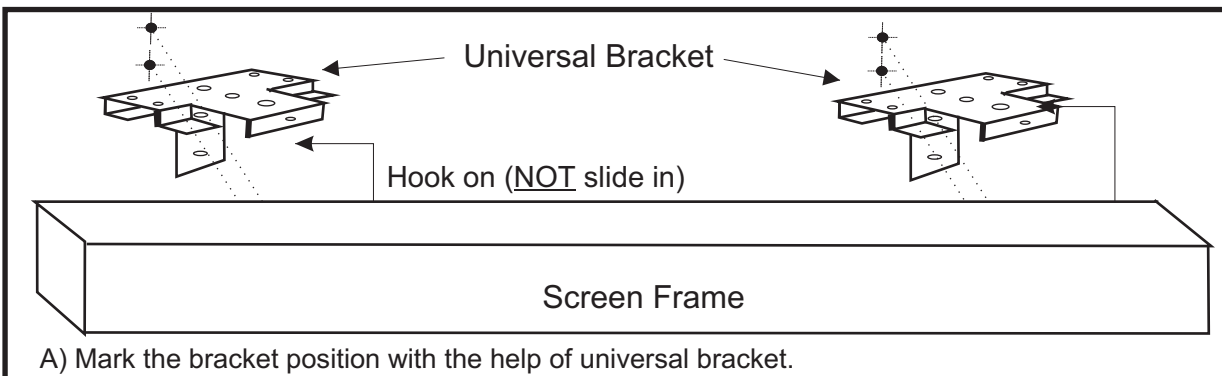 Universal Bracket
Hook on (NOT slide in)
Screen Frame
A) Mark the bracket position with the help of universal bracket.